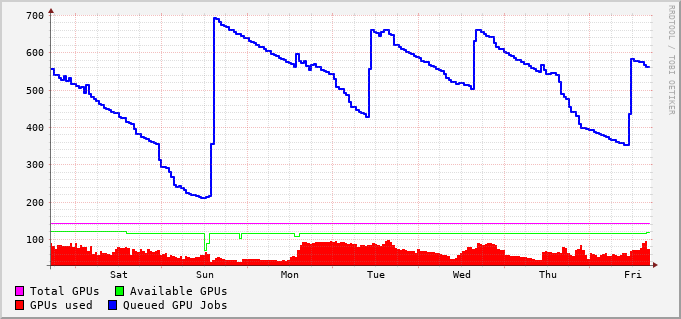 700
600
500
400
300
200
100
Sat Sun Mon Tue Wed Thu Fri
Total GPUs Available GPUs
GPUs used Queued GPU Jobs
RRDTOOL / TOBI OETIKER